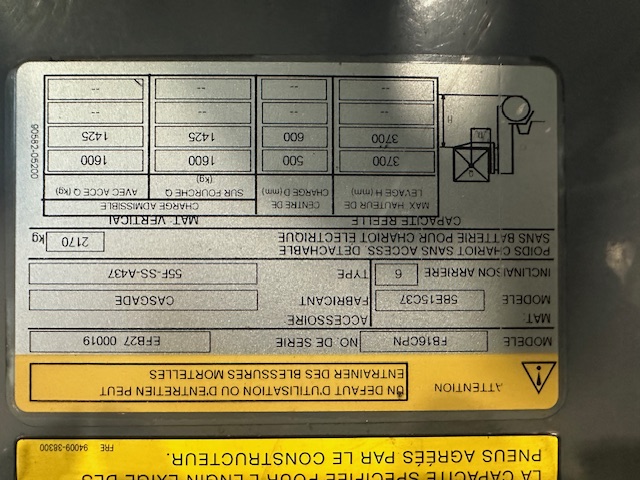 LA CAPACITÉ SPÉCIFIÉE POUR L'ENGIN EXIGE DES
PNEUS AGRÉÉS PAR LE CONSTRUCTEUR.
FRE 94009-38300
ATTENTION
UN DEFAUT D'UTILISATION OU D'ENTRETIEN PEUT
ENTRAINER DES BLESSURES MORTELLES
MODELE FB16CPN NO. DE SERIE EFB27 00019
MAT. ACCESSOIRE
MODELE 58E15C37 FABRICANT CASCADE
INCLINAISON ARRIERE 6 TYPE 55F-SS-A437
POIDS CHARIOT SANS ACCESS. DETACHABLE
SANS BATTERIE POUR CHARIOT ELECTRIQUE 2170 kg
CAPACITE REELLE MAT: VERTICAL
MAX. HAUTEUR DE LEVAGE H (mm) CENTRE DE CHARGE D (mm) CHARGE ADMISSIBLE
SUR FOURCHE Q (kg) AVEC ACCE Q (kg)
3700 500 1600 1600
3700 600 1425 1425
-- -- -- --
-- -- -- --
H
Q
90582-05200